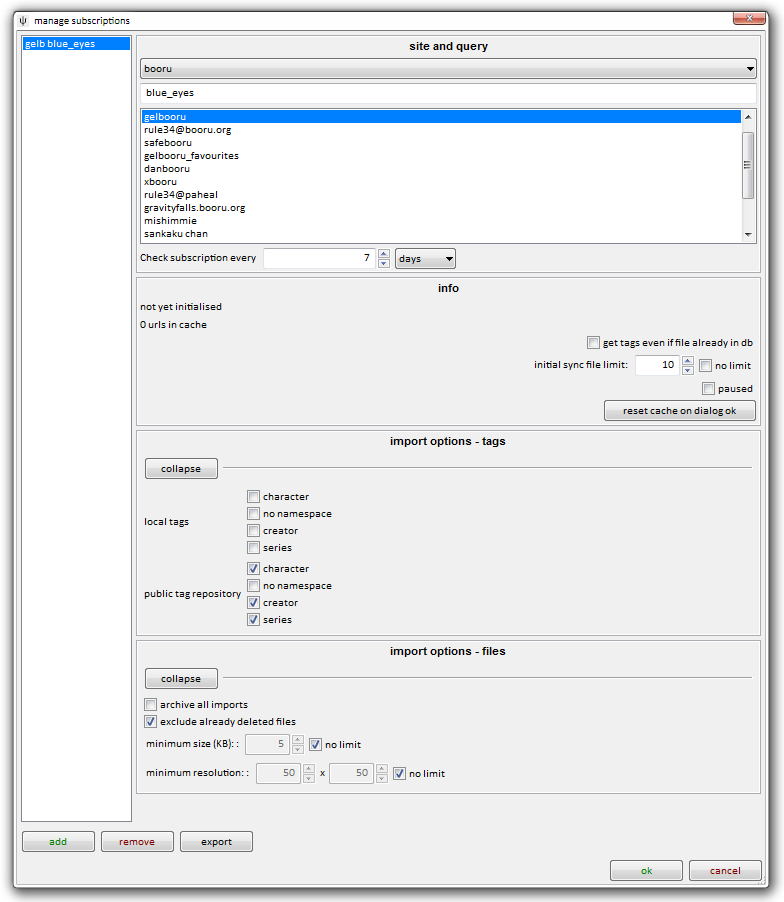 manage subscriptions
gelb blue_eyes
site and query
booru
blue_eyes
gelbooru
rule34@booru.org
safebooru
gelbooru_favourites
danbooru
xbooru
rule34@paheal
gravityfalls.booru.org
mishimmie
sankaku chan
Check subscription every 7 days
info
not yet initialised
0 urls in cache
get tags even if file already in db
initial sync file limit: 10 no limit
paused
reset cache on dialog ok
import options - tags
collapse
local tags
character
no namespace
creator
series
public tag repository
character
no namespace
creator
series
import options - files
collapse
archive all imports
exclude already deleted files
minimum size (KB): : 5 no limit
minimum resolution: : 50 x 50 no limit
add remove export
ok cancel